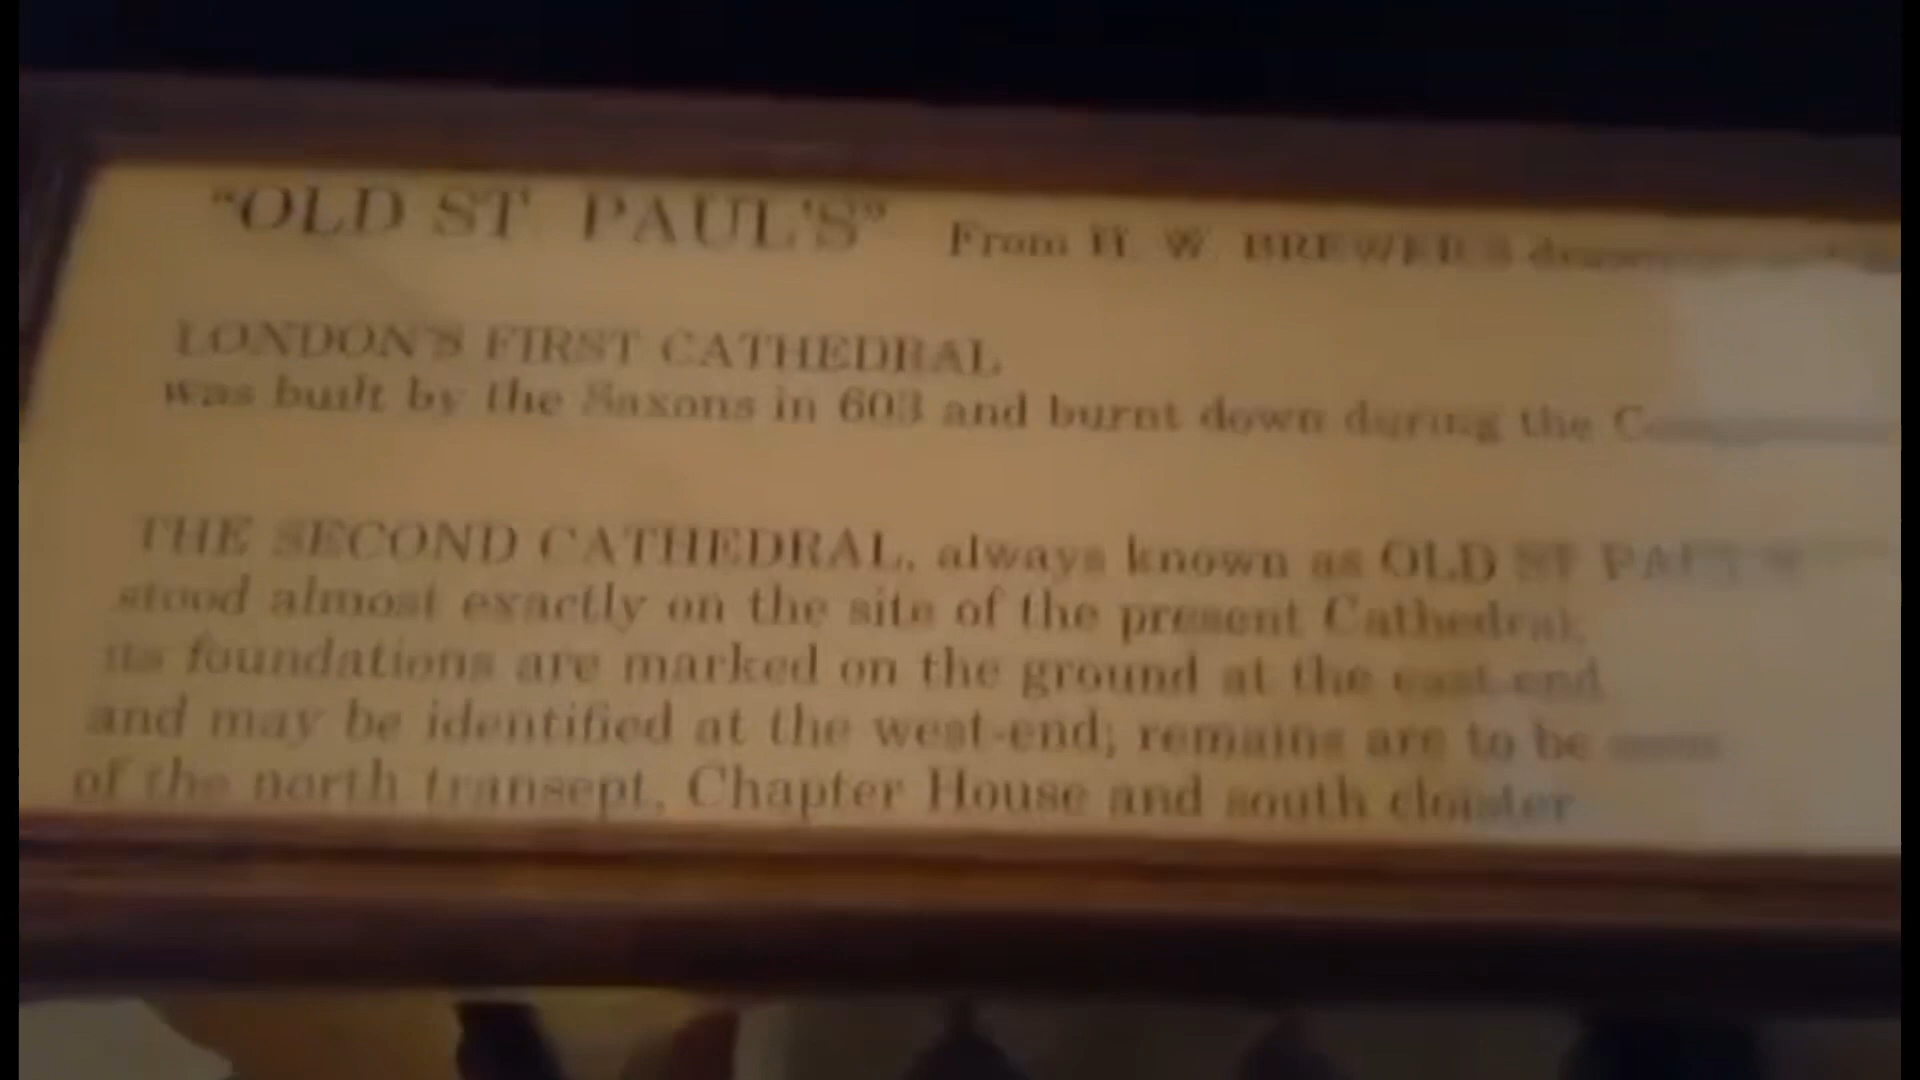 "OLD ST PAUL'S" From H. W. BREWER'S
LONDON'S FIRST CATHEDRAL
was built by the Saxons in 603 and burnt down during the
THE SECOND CATHEDRAL, always known as OLD ST PAUL'S
stood almost exactly on the site of the present Cathedral;
its foundations are marked on the ground at the east-end
and may be identified at the west-end; remains are to be seen
of the north transept, Chapter House and south cloister